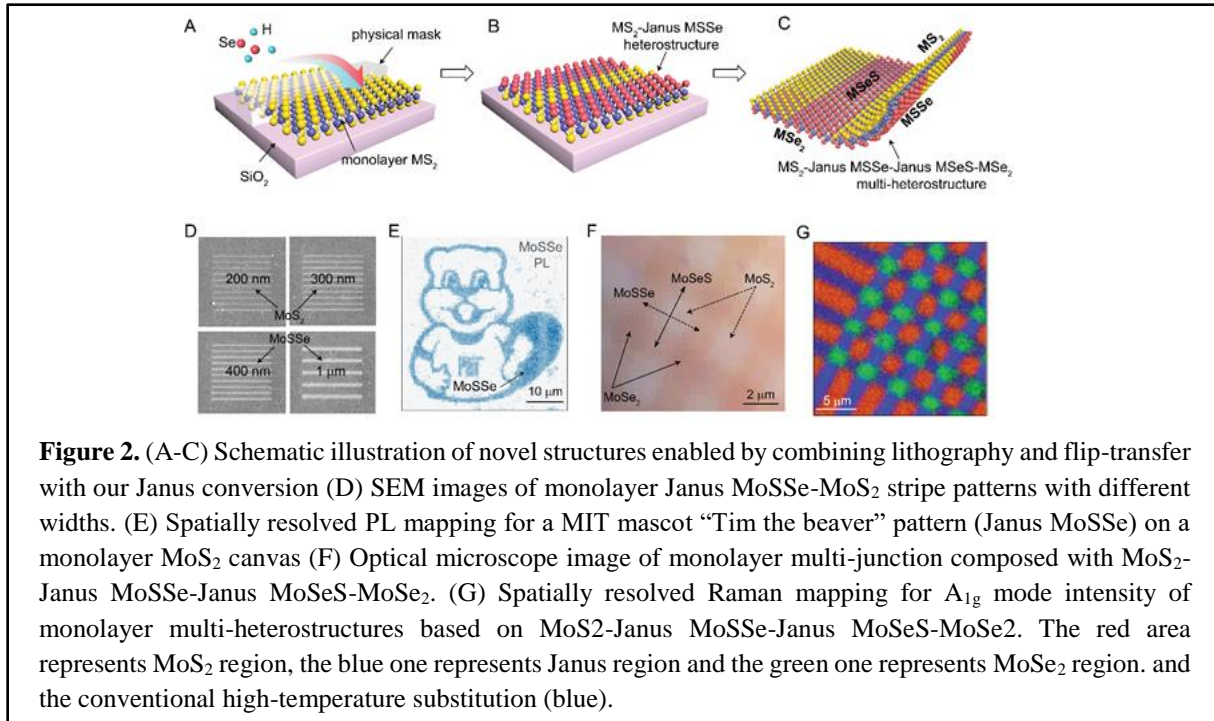 A
H
Se
physical mask
monolayer MS₂
SiO₂
B
MS₂-Janus MSSe
heterostructure
C
MS₂
MSeS
MSSe
MSe₂
MS₂-Janus MSSe-Janus MSeS-MSe₂
multi-heterostructure
D
200 nm
300 nm
MoS₂
MoSSe
400 nm
1 μm
E
MoSSe
PL
MIT
MoSSe
10 μm
F
MoSeS
MoS₂
MoSSe
MoSe₂
2 μm
G
5 μm
Figure 2. (A-C) Schematic illustration of novel structures enabled by combining lithography and flip-transfer
with our Janus conversion (D) SEM images of monolayer Janus MoSSe-MoS₂ stripe patterns with different
widths. (E) Spatially resolved PL mapping for a MIT mascot “Tim the beaver” pattern (Janus MoSSe) on a
monolayer MoS₂ canvas (F) Optical microscope image of monolayer multi-junction composed with MoS₂-
Janus MoSSe-Janus MoSeS-MoSe₂. (G) Spatially resolved Raman mapping for A₁g mode intensity of
monolayer multi-heterostructures based on MoS2-Janus MoSSe-Janus MoSeS-MoSe2. The red area
represents MoS₂ region, the blue one represents Janus region and the green one represents MoSe₂ region. and
the conventional high-temperature substitution (blue).